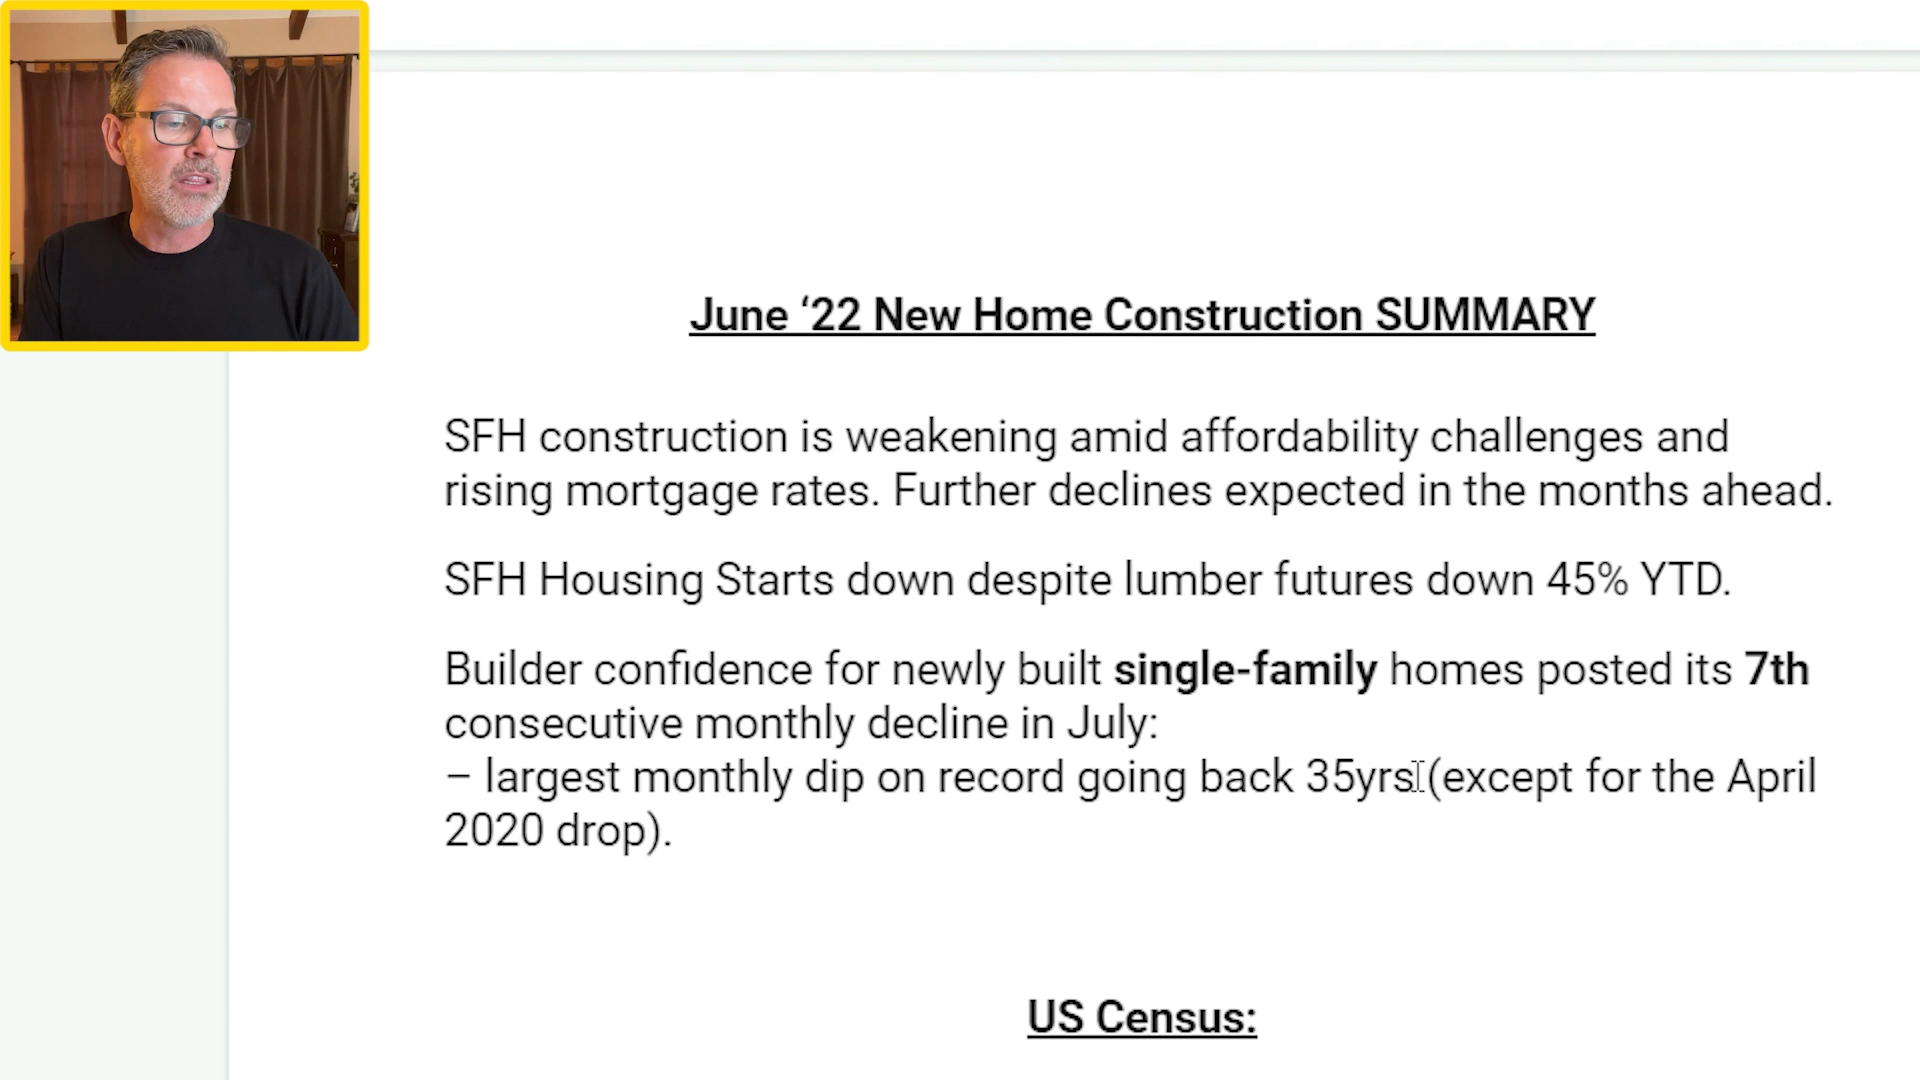 June ‘22 New Home Construction SUMMARY
SFH construction is weakening amid affordability challenges and
rising mortgage rates. Further declines expected in the months ahead.
SFH Housing Starts down despite lumber futures down 45% YTD.
Builder confidence for newly built single-family homes posted its 7th
consecutive monthly decline in July:
– largest monthly dip on record going back 35yrs (except for the April
2020 drop).
US Census: